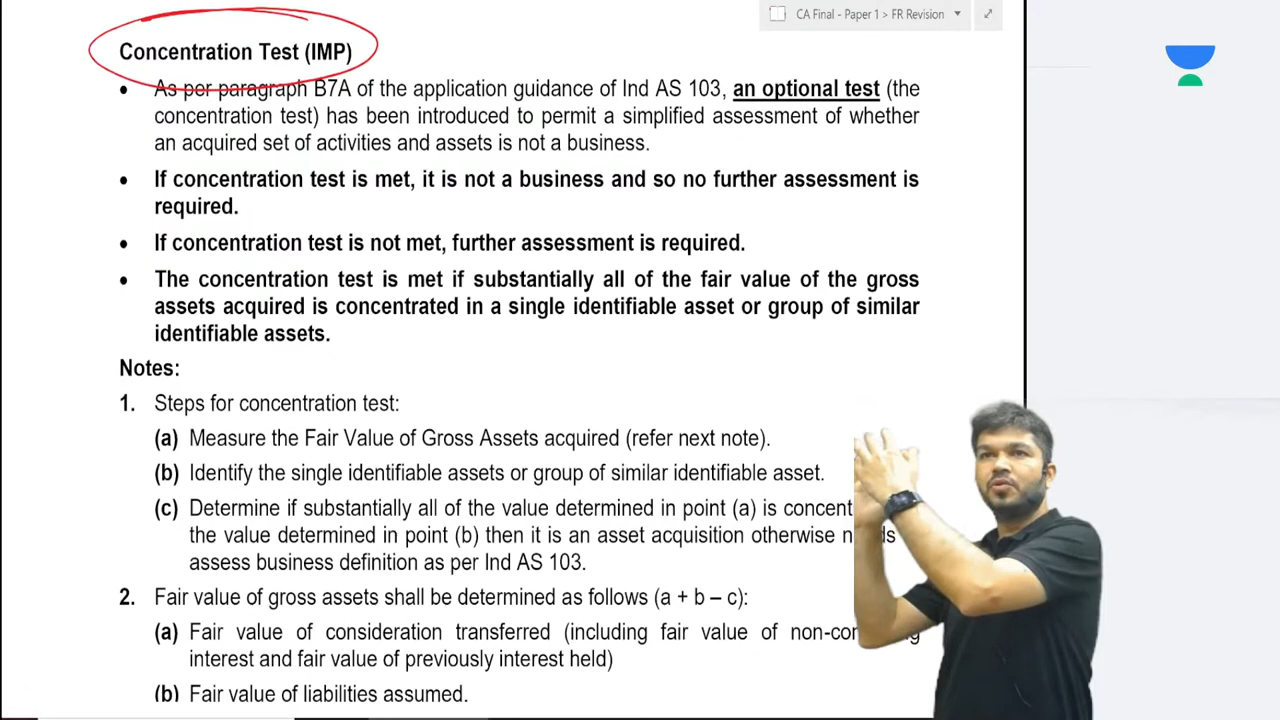 CA Final - Paper 1 > FR Revision
Concentration Test (IMP)
• As per paragraph B7A of the application guidance of Ind AS 103, an optional test (the
concentration test) has been introduced to permit a simplified assessment of whether
an acquired set of activities and assets is not a business.
• If concentration test is met, it is not a business and so no further assessment is
required.
• If concentration test is not met, further assessment is required.
• The concentration test is met if substantially all of the fair value of the gross
assets acquired is concentrated in a single identifiable asset or group of similar
identifiable assets.
Notes:
1. Steps for concentration test:
(a) Measure the Fair Value of Gross Assets acquired (refer next note).
(b) Identify the single identifiable assets or group of similar identifiable asset.
(c) Determine if substantially all of the value determined in point (a) is
the value determined in point (b) then it is an asset acquisition otherwise
assess business definition as per Ind AS 103.
2. Fair value of gross assets shall be determined as follows (a + b – c):
(a) Fair value of consideration transferred (including fair value of
interest and fair value of previously interest held)
(b) Fair value of liabilities assumed.